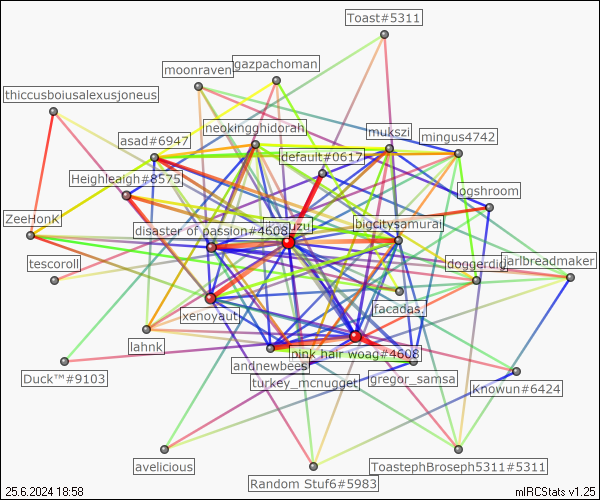 Toast#5311
gazpachoman
moonraven
thiccusboiusalexusjoneus
neokingghidorah
mukszi
asad#6947
mingus4742
default#0617
Heighleaigh#8575
ogshroom
ZeeHonK
bigcitysamurai
disaster of passion#4608
tescoroll
doggerdig
jarlbreadmaker
xenoyaut
facadas.
lahnk
pink hair woag#4608
andnewbees
Duck™#9103
turkey_mcnugget
gregor_samsa
Knowun#6424
avelicious
ToastephBroseph5311#5311
Random Stuf6#5983
25.6.2024 18:58
mIRCStats v1.25